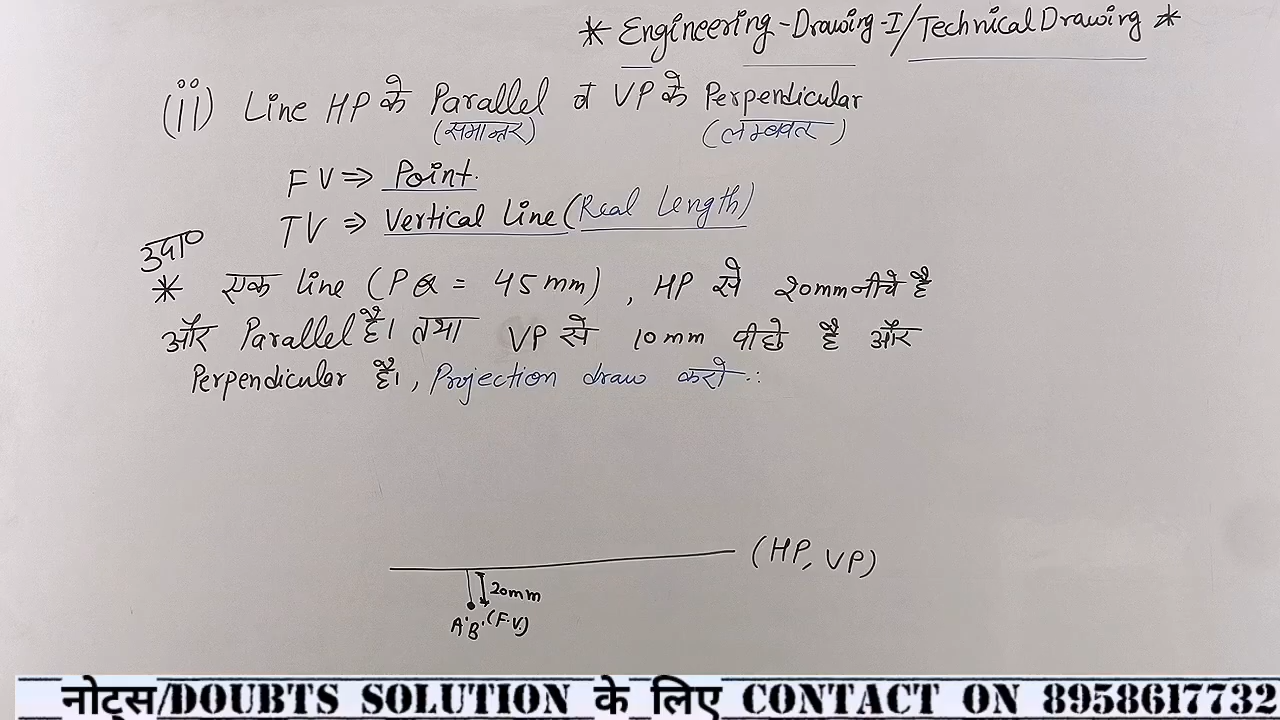 * Engineering-Drawing-I/Technical Drawing *
(ii) Line HP के Parallel व VP के Perpendicular
(समान्तर) (लम्बवत)
FV ⇒ Point.
TV ⇒ Vertical Line (Real Length)
उदा०
* एक line (PQ = 45 mm) , HP से 20mm नीचे है
और Parallel है। तथा VP से 10mm पीछे है और
Perpendicular है।, Projection draw करो :
(HP, VP)
20mm
A'B' (F.V.)
नोट्स/DOUBTS SOLUTION के लिए CONTACT ON 8958617732